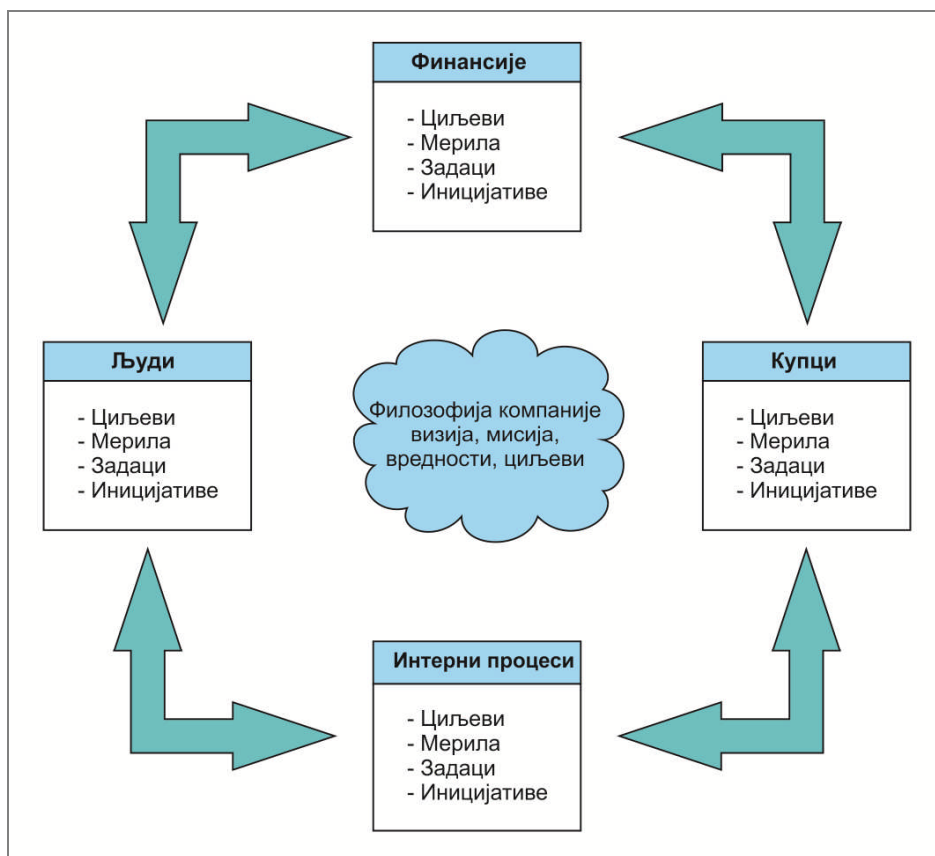 Финансије
- Циљеви
- Мерила
- Задаци
- Иницијативе
Људи
- Циљеви
- Мерила
- Задаци
- Иницијативе
Филозофија компаније
визија, мисија,
вредности, циљеви
Купци
- Циљеви
- Мерила
- Задаци
- Иницијативе
Интерни процеси
- Циљеви
- Мерила
- Задаци
- Иницијативе